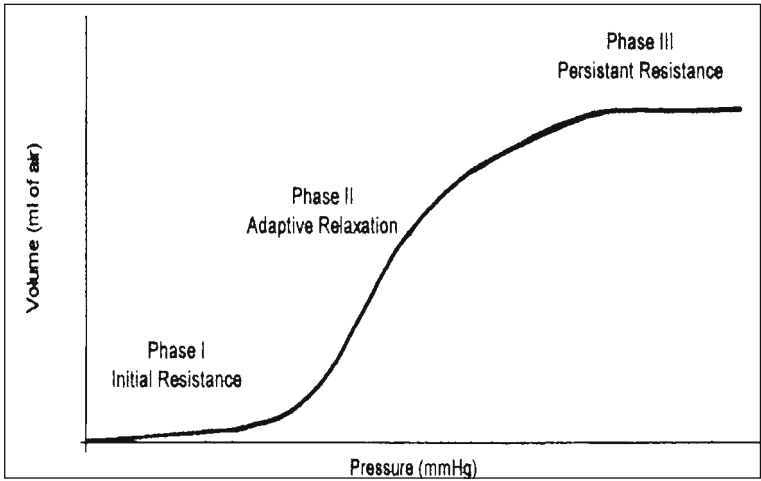 Phase III
Persistant Resistance
Phase II
Adaptive Relaxation
Phase I
Initial Resistance
Volume (ml of air)
Pressure (mmHg)